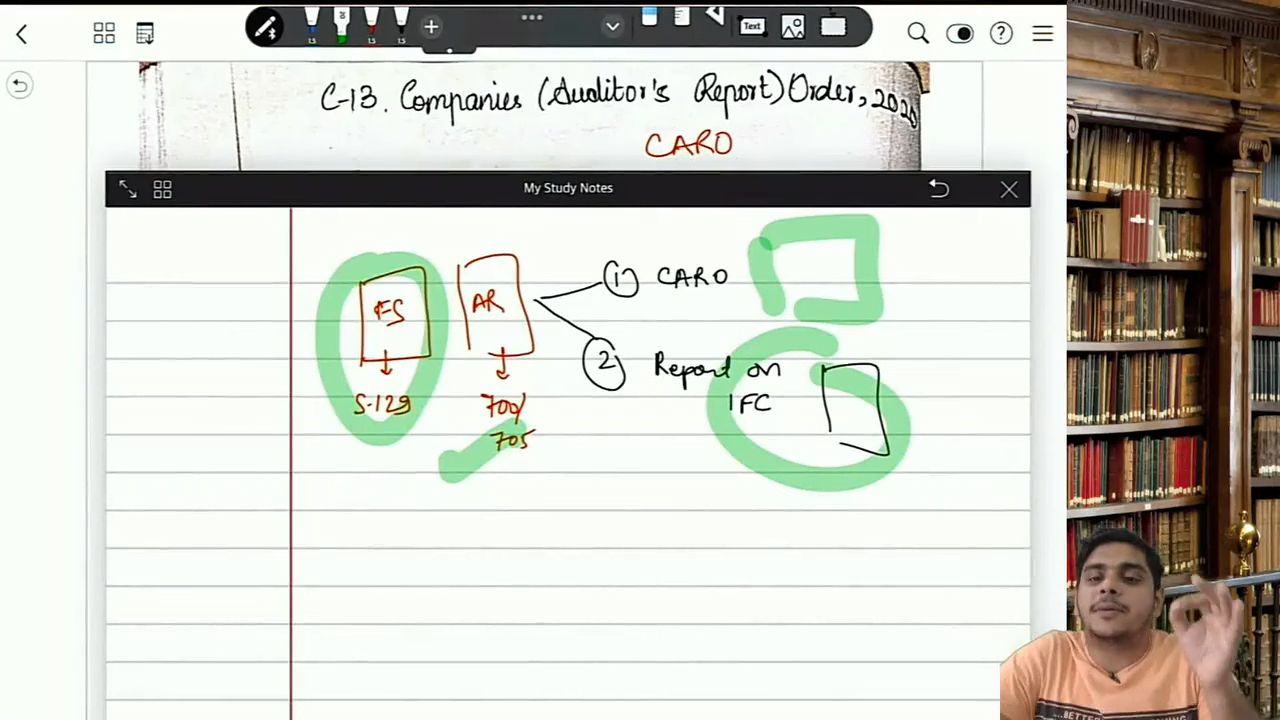 Text
C-13. Companies (Auditor's Report) Order, 2020
CARO
My Study Notes
FS
AR
① CARO
② Report on
IFC
S-129
700/
705
BETTER